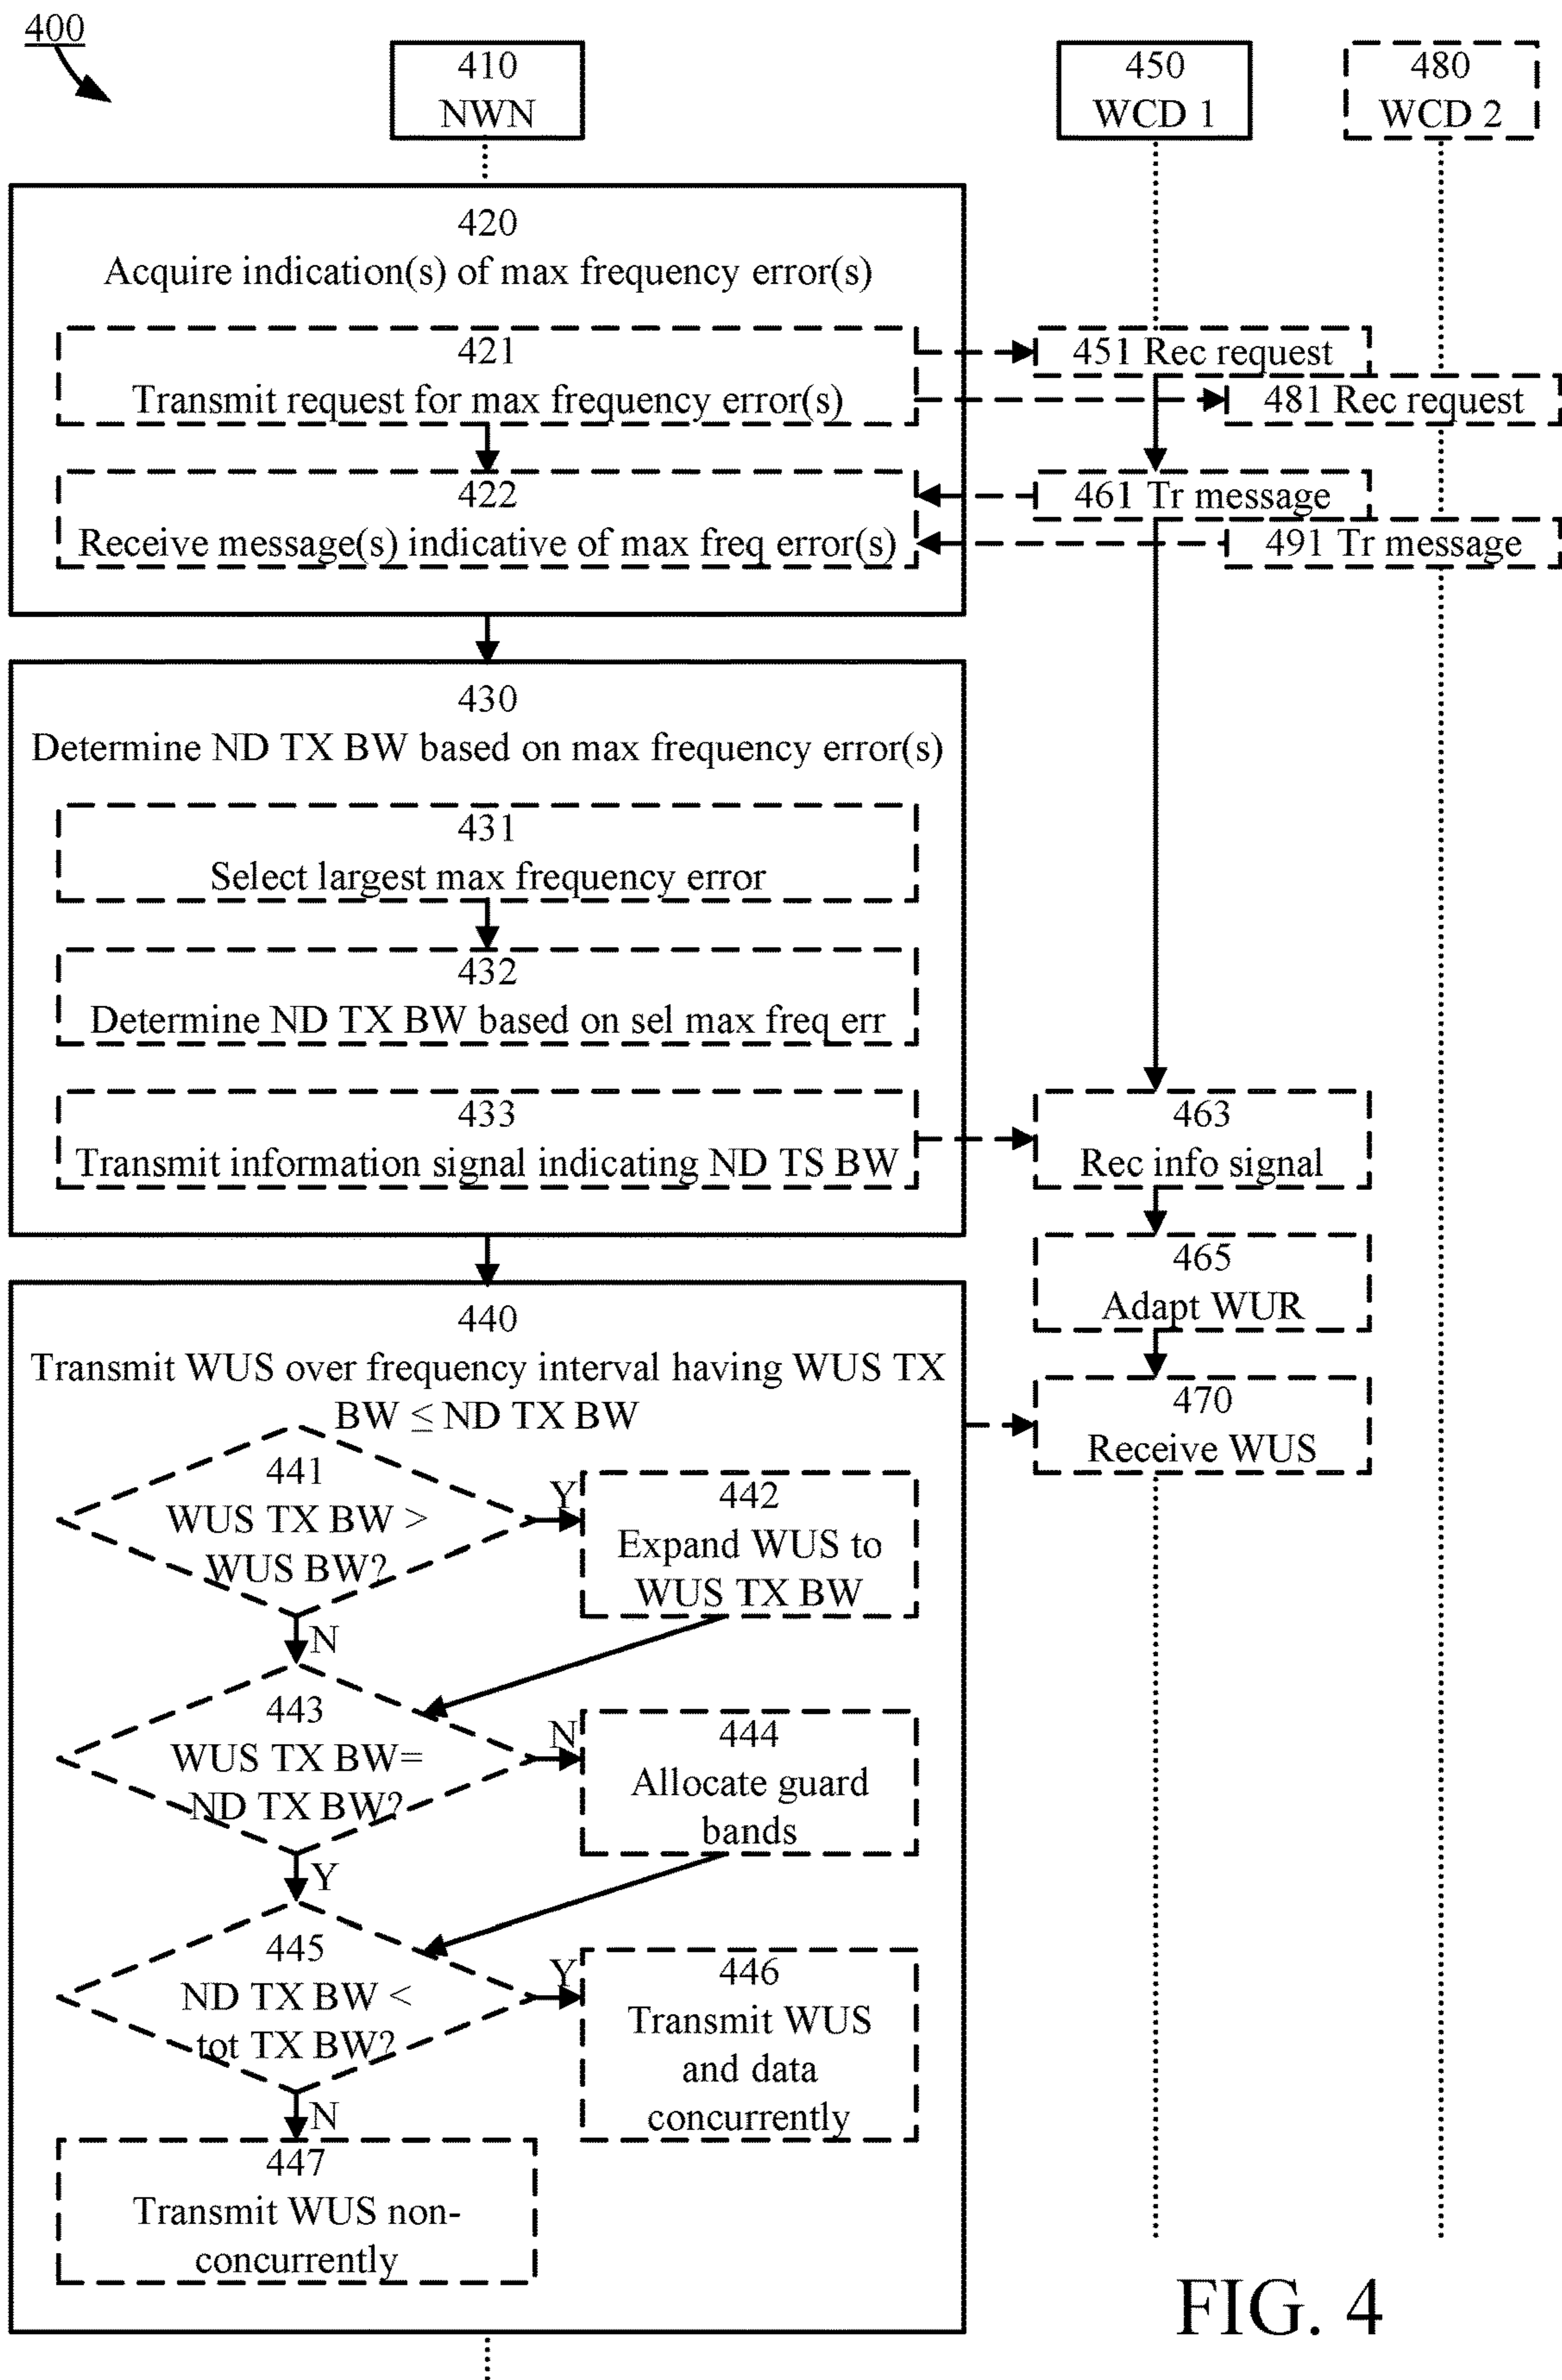 400
410
NWN
450
WCD 1
480
WCD 2
420
Acquire indication(s) of max frequency error(s)
421
Transmit request for max frequency error(s)
451 Rec request
481 Rec request
422
Receive message(s) indicative of max freq error(s)
461 Tr message
491 Tr message
430
Determine ND TX BW based on max frequency error(s)
431
Select largest max frequency error
432
Determine ND TX BW based on sel max freq err
433
Transmit information signal indicating ND TS BW
463
Rec info signal
465
Adapt WUR
440
Transmit WUS over frequency interval having WUS TX
BW ≤ ND TX BW
470
Receive WUS
441
WUS TX BW >
WUS BW?
Y
442
Expand WUS to
WUS TX BW
N
443
WUS TX BW=
ND TX BW?
N
444
Allocate guard
bands
Y
445
ND TX BW <
tot TX BW?
Y
446
Transmit WUS
and data
concurrently
N
447
Transmit WUS non-
concurrently
FIG. 4